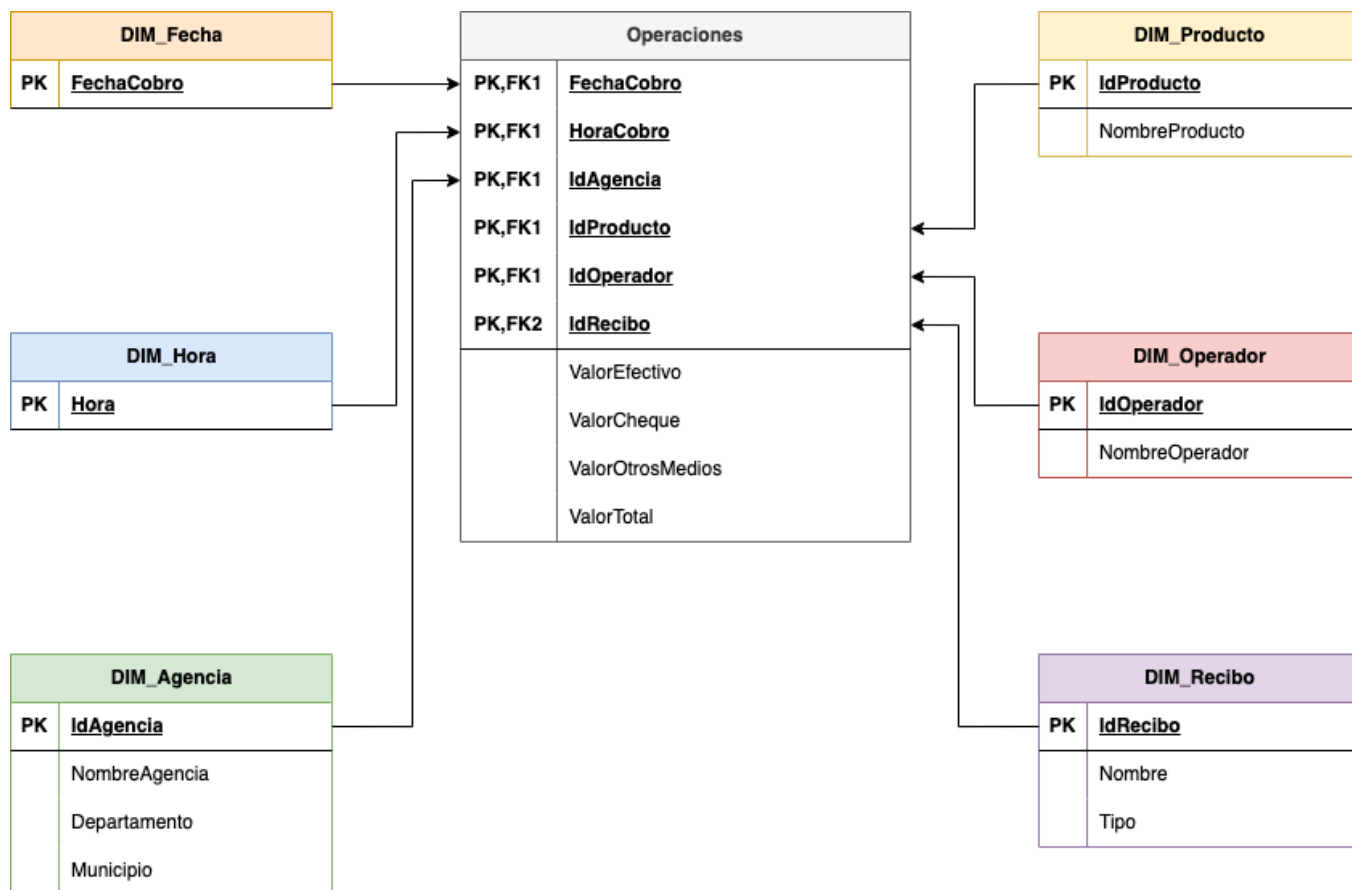 DIM_Fecha
PK FechaCobro
Operaciones
PK,FK1 FechaCobro
PK,FK1 HoraCobro
PK,FK1 IdAgencia
PK,FK1 IdProducto
PK,FK1 IdOperador
PK,FK2 IdRecibo
ValorEfectivo
ValorCheque
ValorOtrosMedios
ValorTotal
DIM_Producto
PK IdProducto
NombreProducto
DIM_Hora
PK Hora
DIM_Operador
PK IdOperador
NombreOperador
DIM_Agencia
PK IdAgencia
NombreAgencia
Departamento
Municipio
DIM_Recibo
PK IdRecibo
Nombre
Tipo